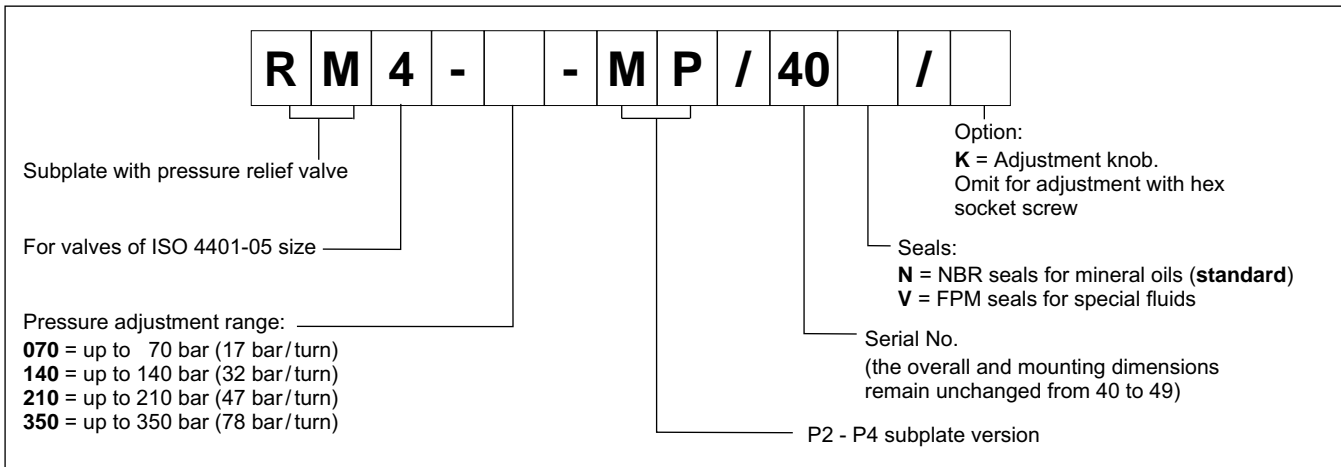 RM4- -MP/40 /
Subplate with pressure relief valve
For valves of ISO 4401-05 size
Pressure adjustment range:
070 = up to 70 bar (17 bar/turn)
140 = up to 140 bar (32 bar/turn)
210 = up to 210 bar (47 bar/turn)
350 = up to 350 bar (78 bar/turn)
Option:
K = Adjustment knob.
Omit for adjustment with hex
socket screw
Seals:
N = NBR seals for mineral oils (standard)
V = FPM seals for special fluids
Serial No.
(the overall and mounting dimensions
remain unchanged from 40 to 49)
P2 - P4 subplate version